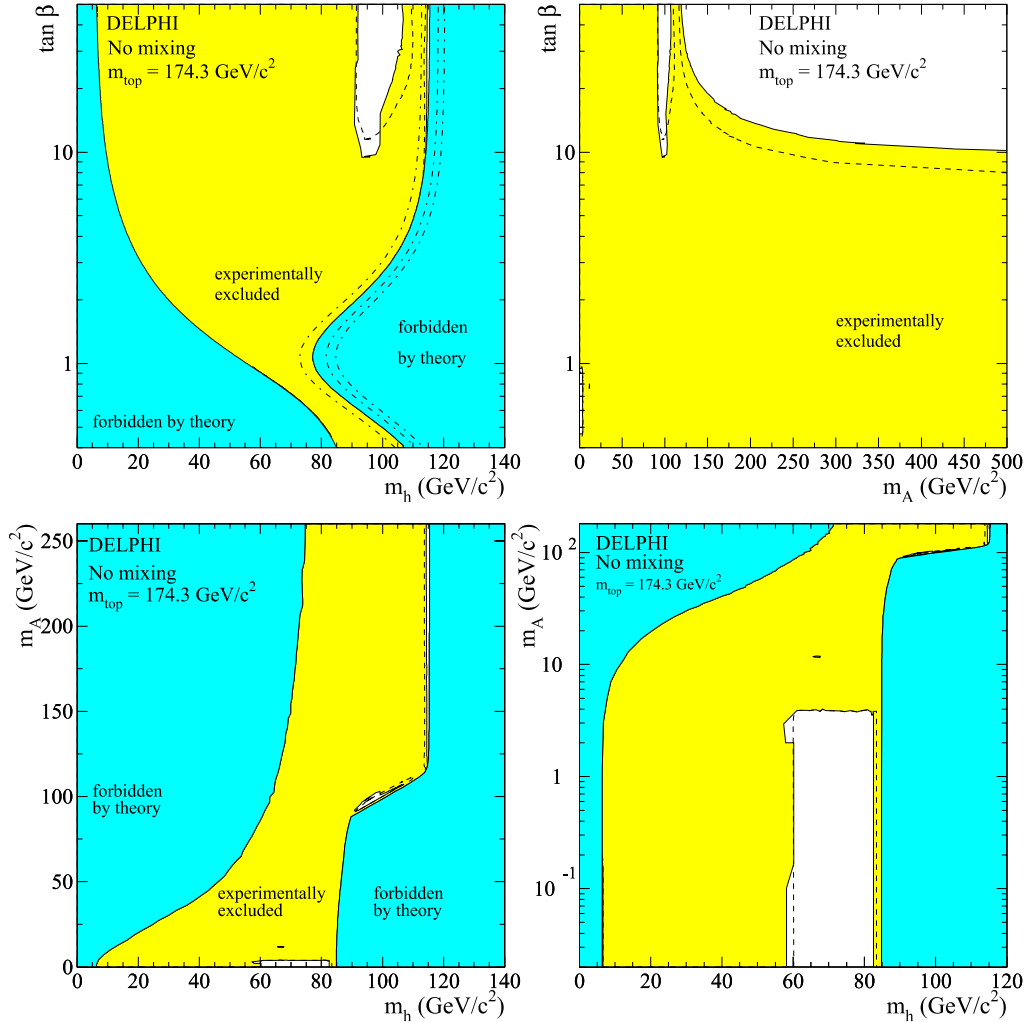 tan β
DELPHI
No mixing
m_top = 174.3 GeV/c²
10
1
experimentally
excluded
forbidden
by theory
forbidden by theory
0 20 40 60 80 100 120 140
m_h (GeV/c²)
tan β
DELPHI
No mixing
m_top = 174.3 GeV/c²
10
1
experimentally
excluded
0 50 100 150 200 250 300 350 400 450 500
m_A (GeV/c²)
m_A (GeV/c²)
DELPHI
No mixing
m_top = 174.3 GeV/c²
250
200
150
100
50
0
forbidden
by theory
experimentally
excluded
forbidden
by theory
0 20 40 60 80 100 120 140
m_h (GeV/c²)
m_A (GeV/c²)
DELPHI
No mixing
m_top = 174.3 GeV/c²
10²
10
1
10⁻¹
0 20 40 60 80 100 120
m_h (GeV/c²)